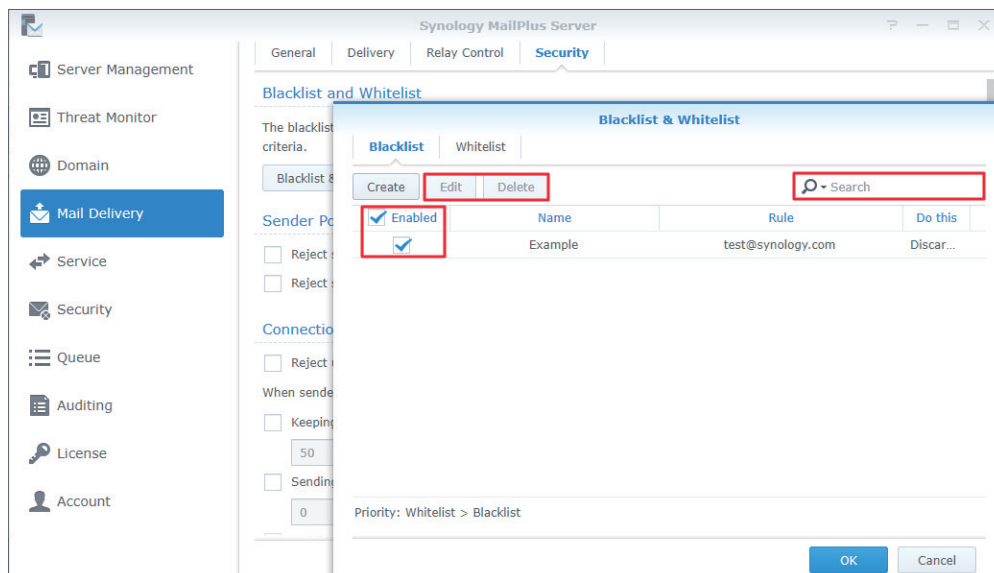 Synology MailPlus Server
Server Management
Threat Monitor
Domain
Mail Delivery
Service
Security
Queue
Auditing
License
Account
General Delivery Relay Control Security
Blacklist and Whitelist
The blacklist
criteria.
Blacklist &
Sender Po
Reject
Reject
Connectio
Reject
When sende
Keeping
50
Sending
0
Blacklist & Whitelist
Blacklist Whitelist
Create Edit Delete Search
Enabled Name Rule Do this
Example test@synology.com Discar...
Priority: Whitelist > Blacklist
OK Cancel